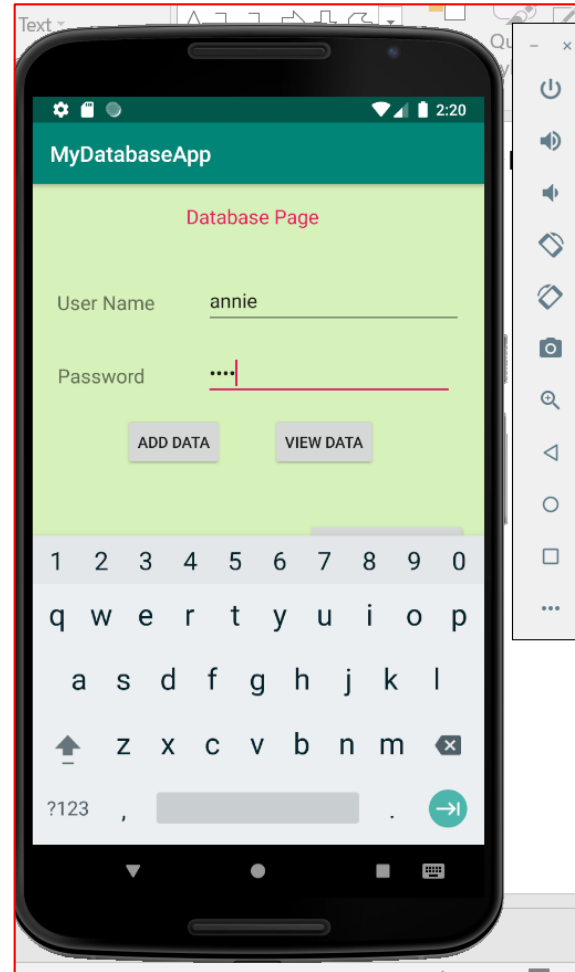 Text
Qu
2:20
MyDatabaseApp
Database Page
User Name annie
Password ••••
ADD DATA VIEW DATA
1 2 3 4 5 6 7 8 9 0
q w e r t y u i o p
a s d f g h j k l
z x c v b n m
?123 , .